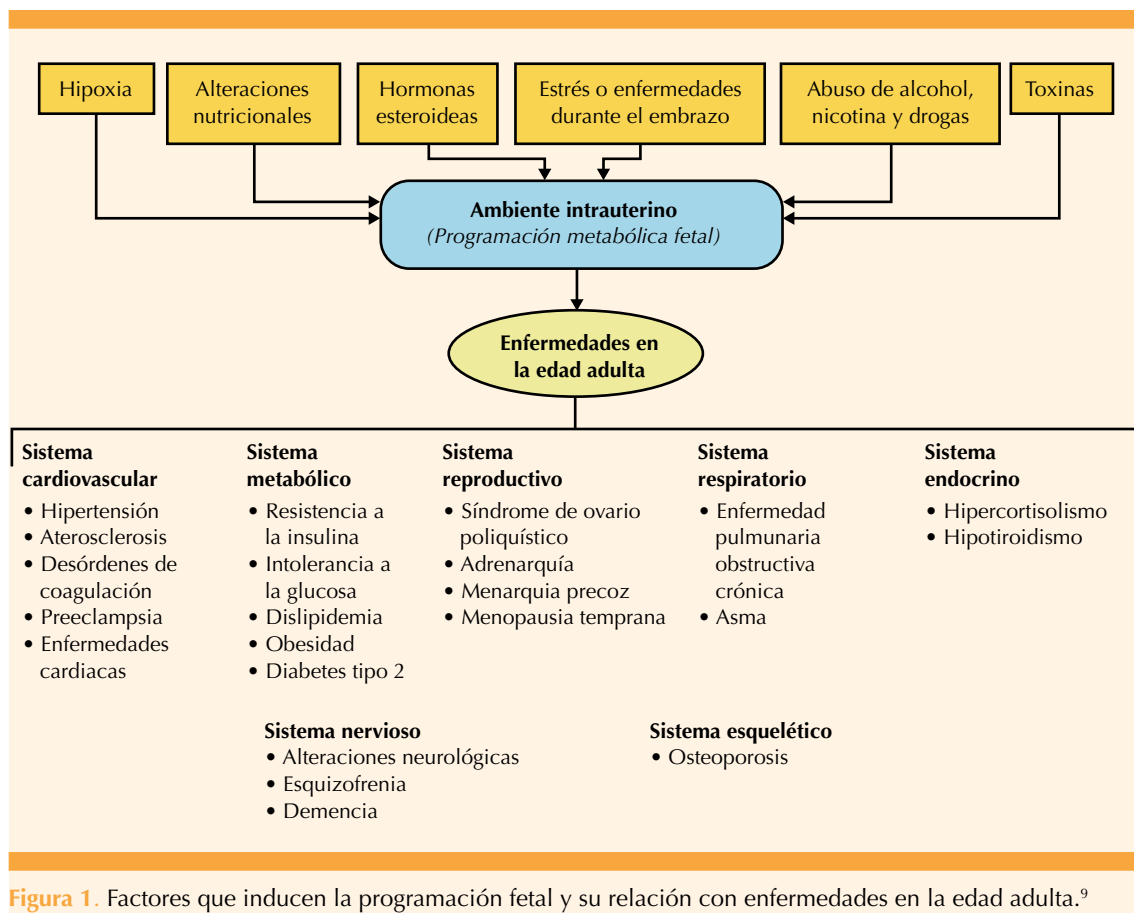 Hipoxia
Alteraciones
nutricionales
Hormonas
esteroideas
Estrés o enfermedades
durante el embrazo
Abuso de alcohol,
nicotina y drogas
Toxinas
Ambiente intrauterino
(Programación metabólica fetal)
Enfermedades en
la edad adulta
Sistema
cardiovascular
• Hipertensión
• Aterosclerosis
• Desórdenes de
coagulación
• Preeclampsia
• Enfermedades
cardiacas
Sistema
metabólico
• Resistencia a
la insulina
• Intolerancia a
la glucosa
• Dislipidemia
• Obesidad
• Diabetes tipo 2
Sistema
reproductivo
• Síndrome de ovario
poliquístico
• Adrenarquía
• Menarquia precoz
• Menopausia temprana
Sistema
respiratorio
• Enfermedad
pulmunaria
obstructiva
crónica
• Asma
Sistema
endocrino
• Hipercortisolismo
• Hipotiroidismo
Sistema nervioso
• Alteraciones neurológicas
• Esquizofrenia
• Demencia
Sistema esquelético
• Osteoporosis
Figura 1. Factores que inducen la programación fetal y su relación con enfermedades en la edad adulta.⁹